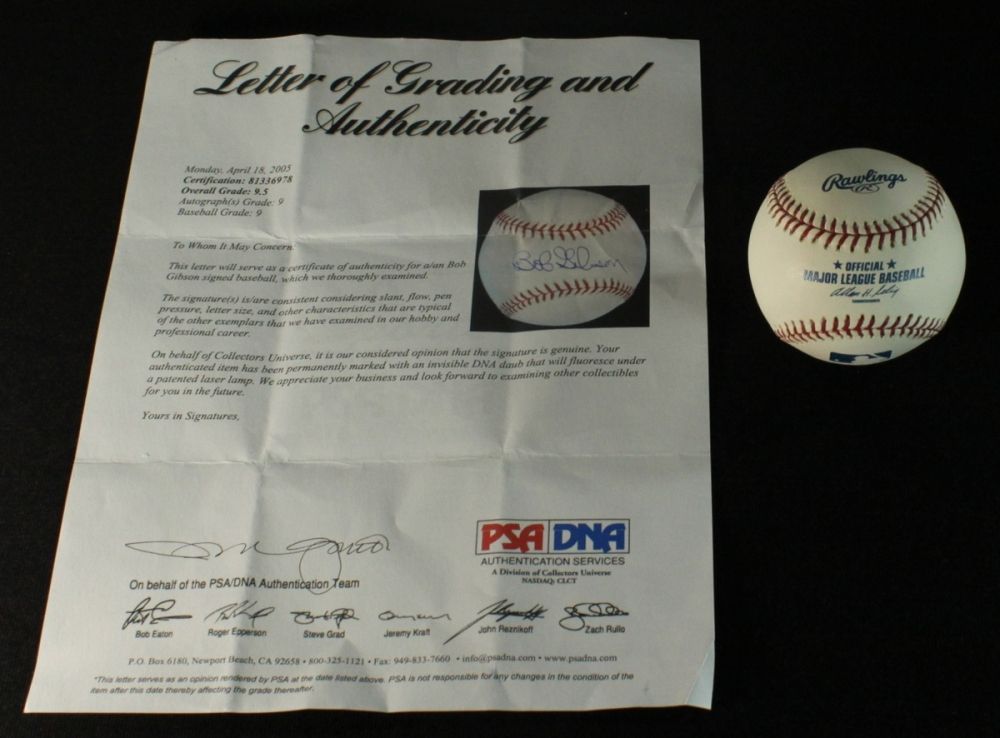 Letter of Grading and
Authenticity
Monday, April 18, 2005
Certification: 81336978
Overall Grade: 9.5
Autograph(s) Grade: 9
Baseball Grade: 9
To Whom It May Concern:
This letter will serve as a certificate of authenticity for a/an Bob
Gibson signed baseball, which we thoroughly examined.
The signature(s) is/are consistent considering slant, flow, pen
pressure, letter size, and other characteristics that are typical
of the other exemplars that we have examined in our hobby and
professional career.
On behalf of Collectors Universe, it is our considered opinion that the signature is genuine. Your
authenticated item has been permanently marked with an invisible DNA daub that will fluoresce under
a patented laser lamp. We appreciate your business and look forward to examining other collectibles
for you in the future.
Yours in Signatures,
Bob Gibson
On behalf of the PSA/DNA Authentication Team
PSA DNA
AUTHENTICATION SERVICES
A Division of Collectors Universe
NASDAQ: CLCT
Bob Eaton
Roger Epperson
Steve Grad
Jeremy Kraft
John Reznikoff
Zach Rullo
P.O. Box 6180, Newport Beach, CA 92658 • 800-325-1121 • Fax: 949-833-7660 • info@psadna.com • www.psadna.com
"This letter serves as an opinion rendered by PSA at the date listed above. PSA is not responsible for any changes in the condition of the
item after this date thereby affecting the grade thereafter.
Rawlings
R
★ OFFICIAL ★
MAJOR LEAGUE BASEBALL
Allan H. Selig